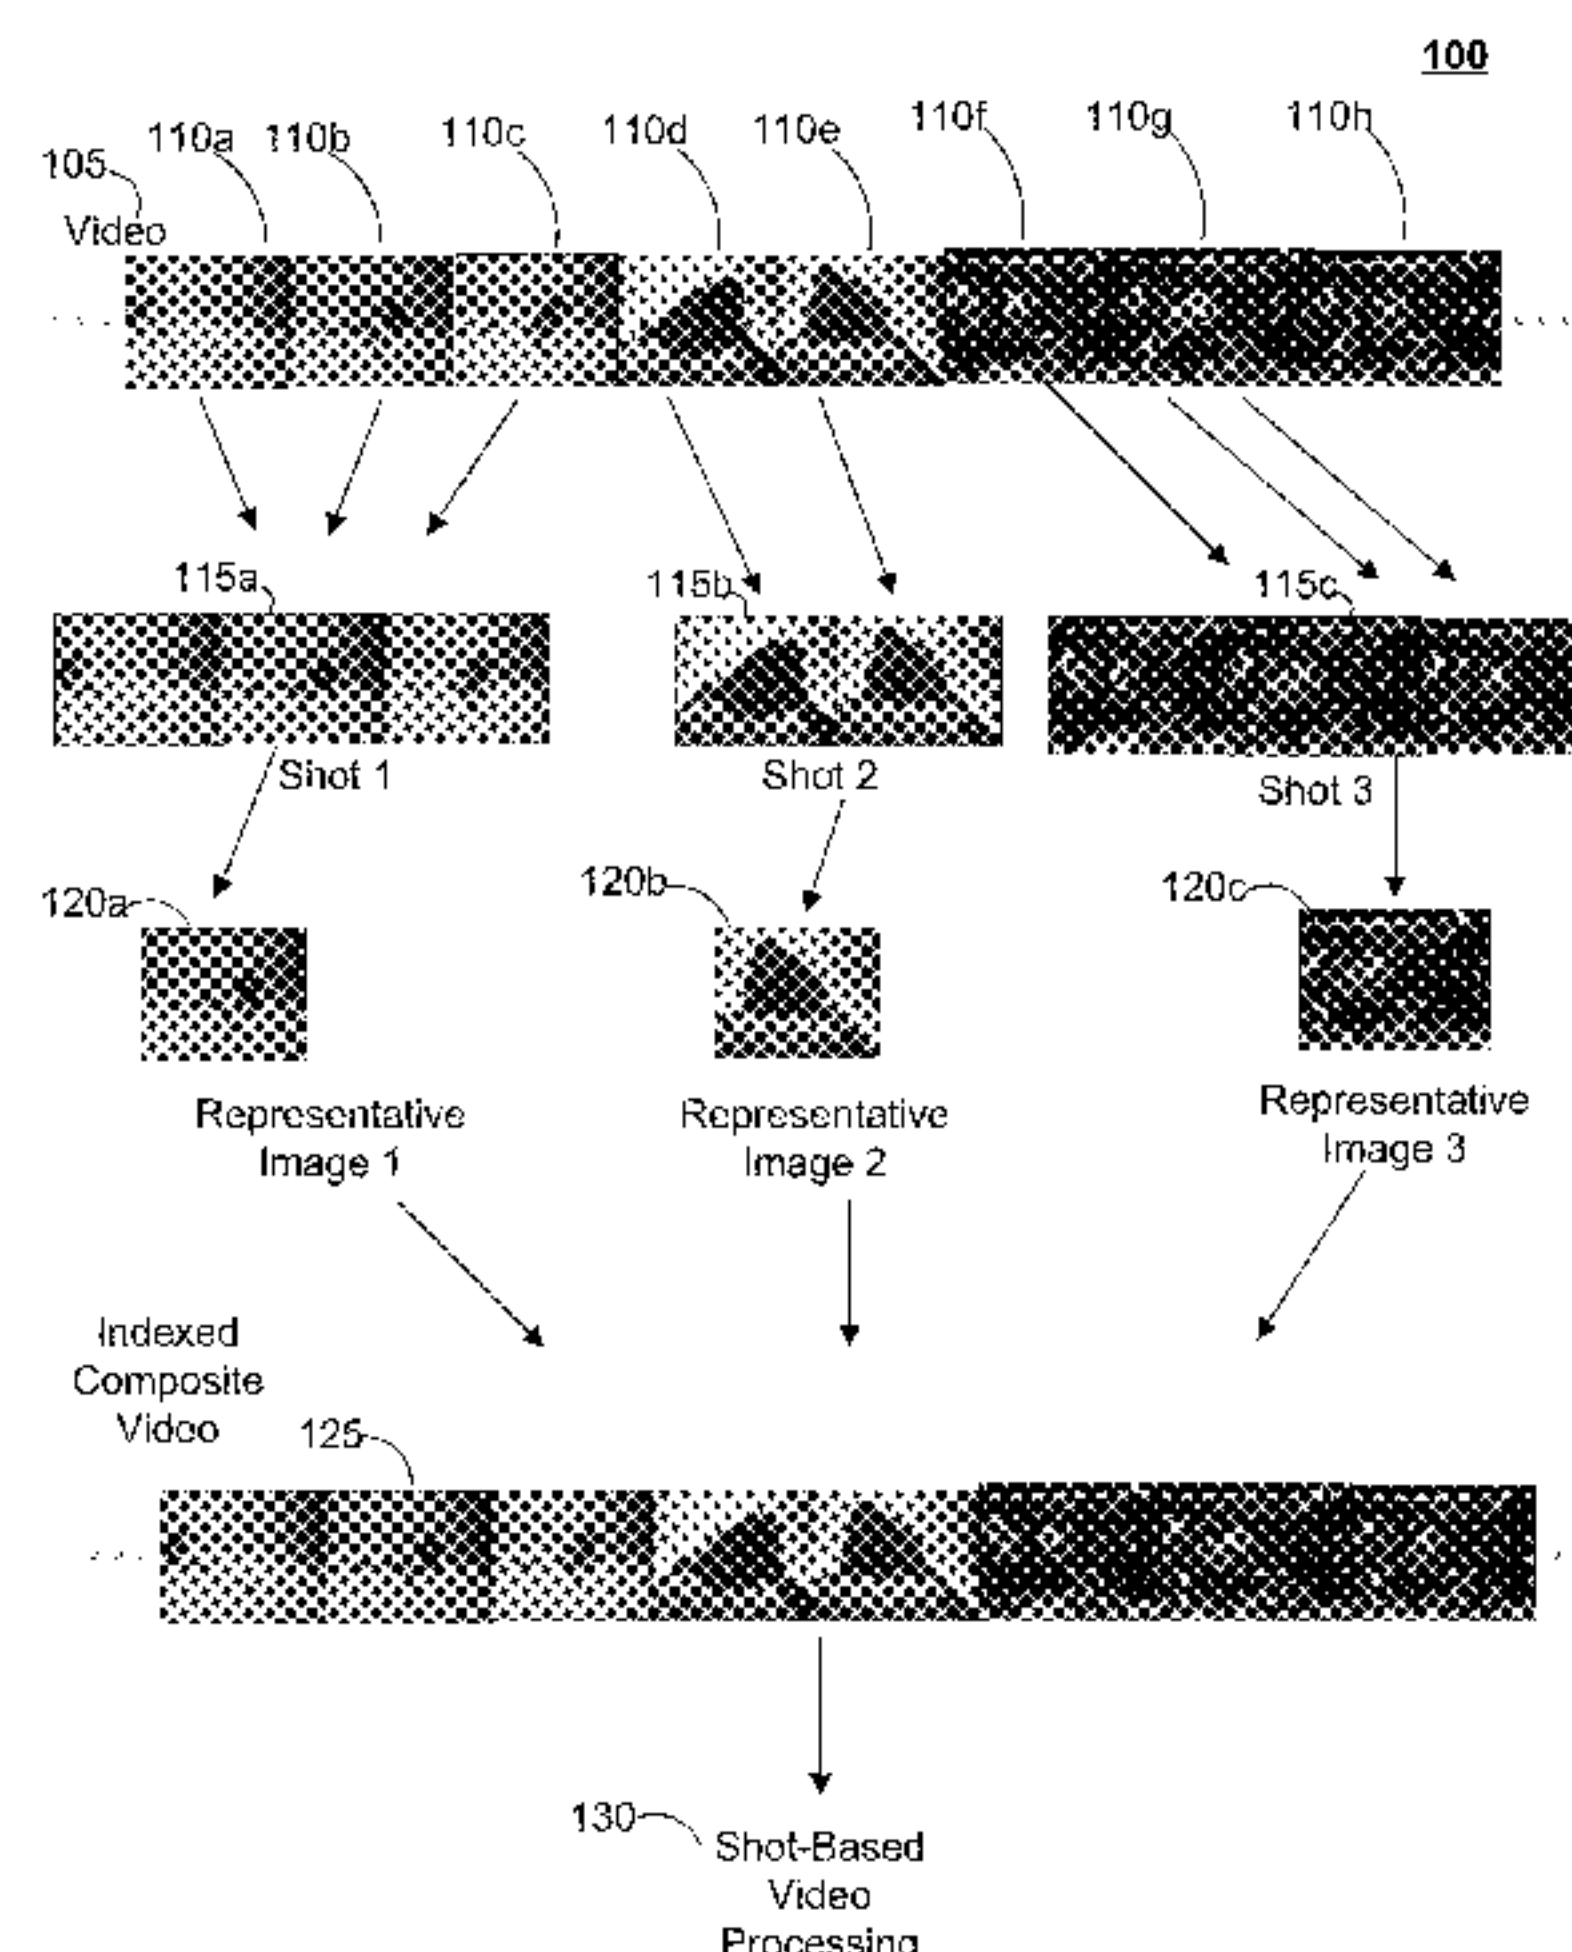 100
110a 110b 110c 110d 110e 110f 110g 110h
105
Video
115a 115b 115c
Shot 1 Shot 2 Shot 3
120a 120b 120c
Representative
Image 1
Representative
Image 2
Representative
Image 3
Indexed
Composite
Video
125
130
Shot-Based
Video
Processing